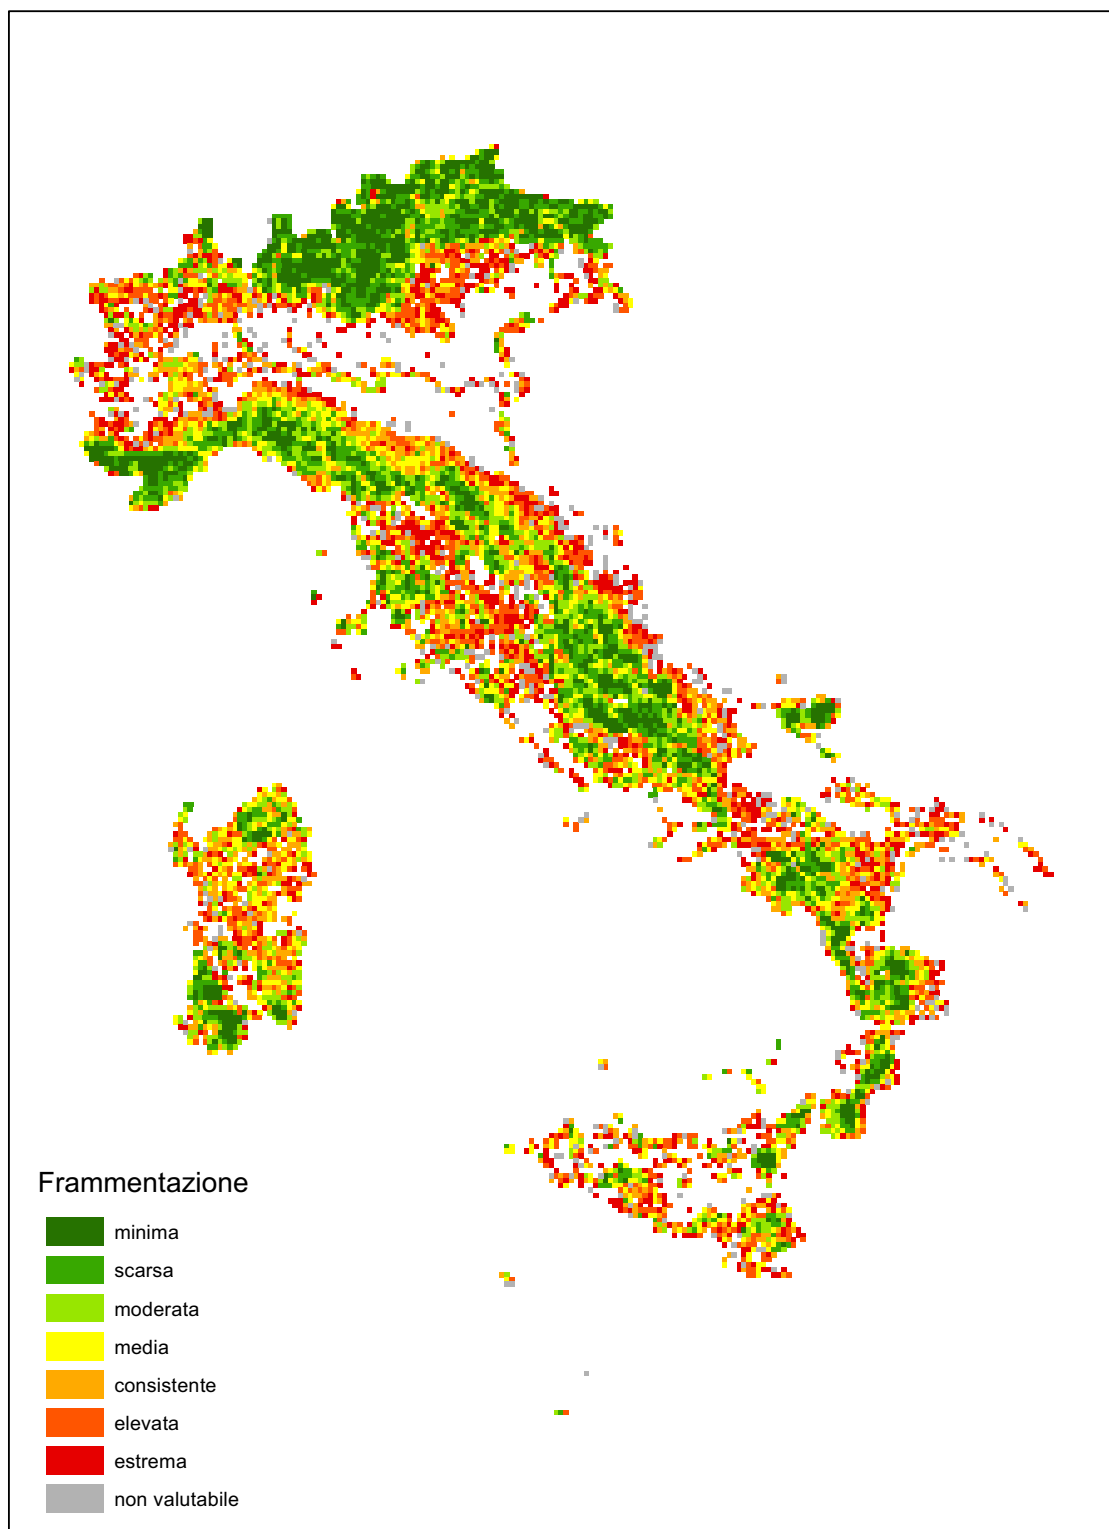 Frammentazione
minima
scarsa
moderata
media
consistente
elevata
estrema
non valutabile